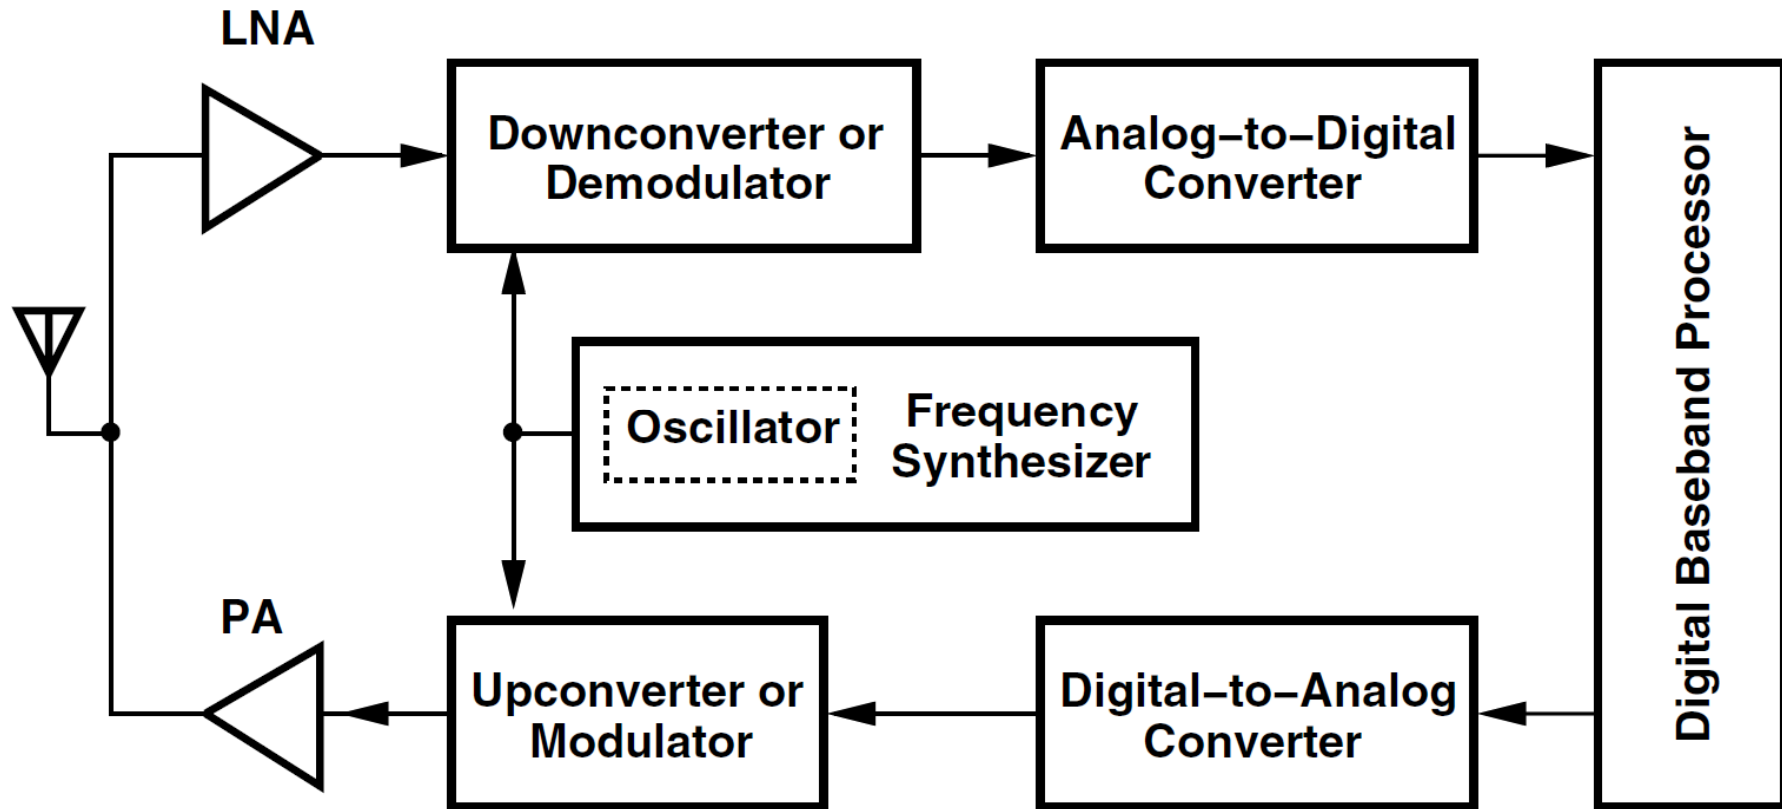 LNA
Downconverter or
Demodulator
Analog–to–Digital
Converter
Digital Baseband Processor
Oscillator
Frequency
Synthesizer
PA
Upconverter or
Modulator
Digital–to–Analog
Converter